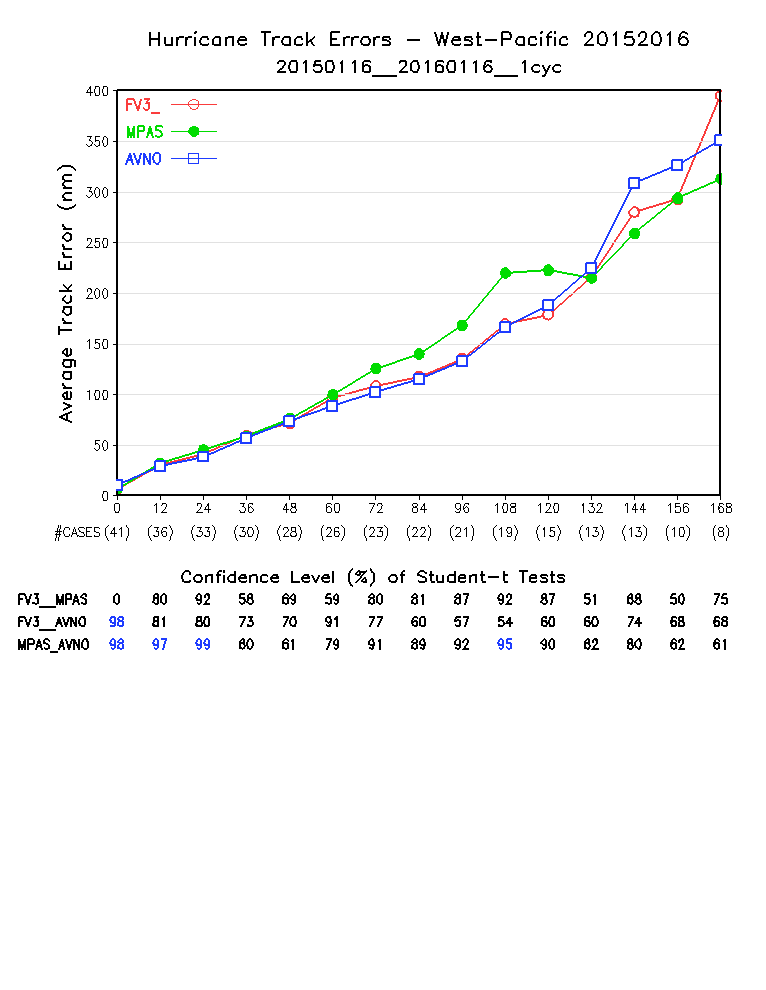 Hurricane Track Errors - West-Pacific 20152016
20150116__20160116__1cyc
FV3_
MPAS
AVNO
Average Track Error (nm)
400
350
300
250
200
150
100
50
0
0 12 24 36 48 60 72 84 96 108 120 132 144 156 168
#CASES (41) (36) (33) (30) (28) (26) (23) (22) (21) (19) (15) (13) (13) (10) (8)
Confidence Level (%) of Student-t Tests
FV3__MPAS 0 80 92 58 69 59 80 81 87 92 87 51 68 50 75
FV3__AVNO 98 81 80 73 70 91 77 60 57 54 60 60 74 68 68
MPAS_AVNO 98 97 99 60 61 79 91 89 92 95 90 62 80 62 61